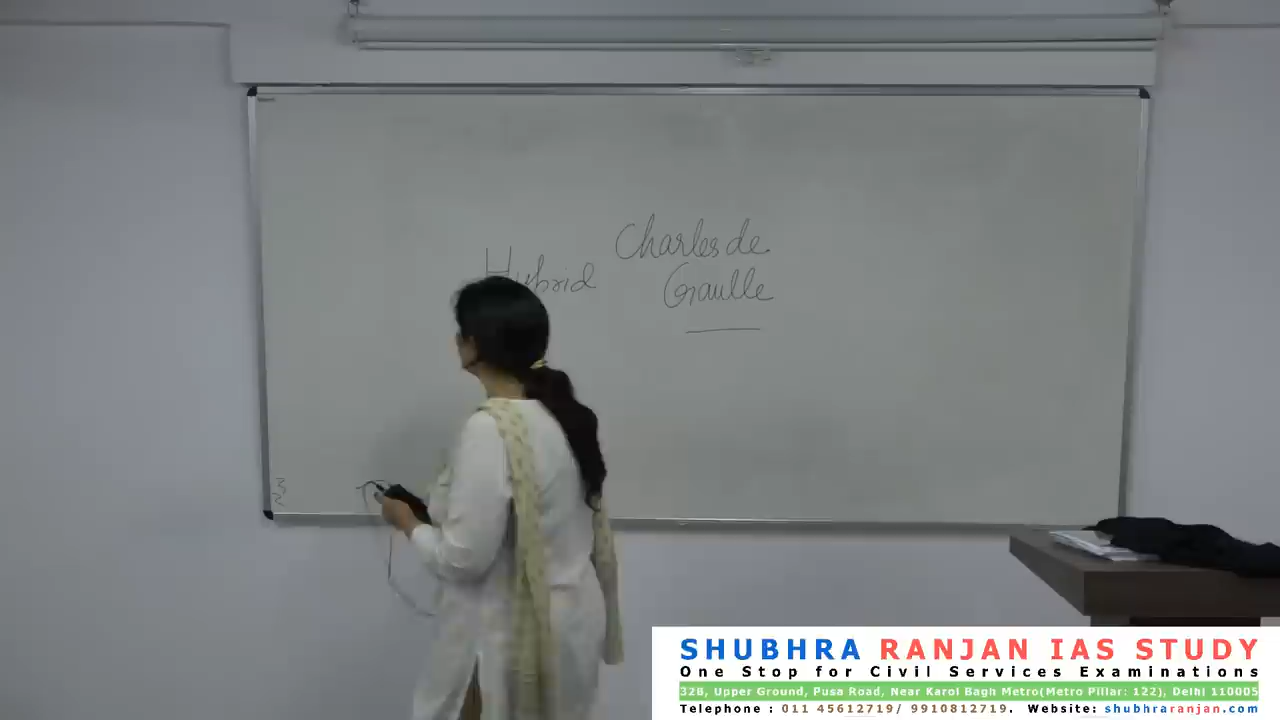 Charles de
Hybrid Gaulle
SHUBHRA RANJAN IAS STUDY
One Stop for Civil Services Examinations
32B, Upper Ground, Pusa Road, Near Karol Bagh Metro(Metro Pillar: 122), Delhi 110005
Telephone : 011 45612719/ 9910812719. Website: shubhraranjan.com